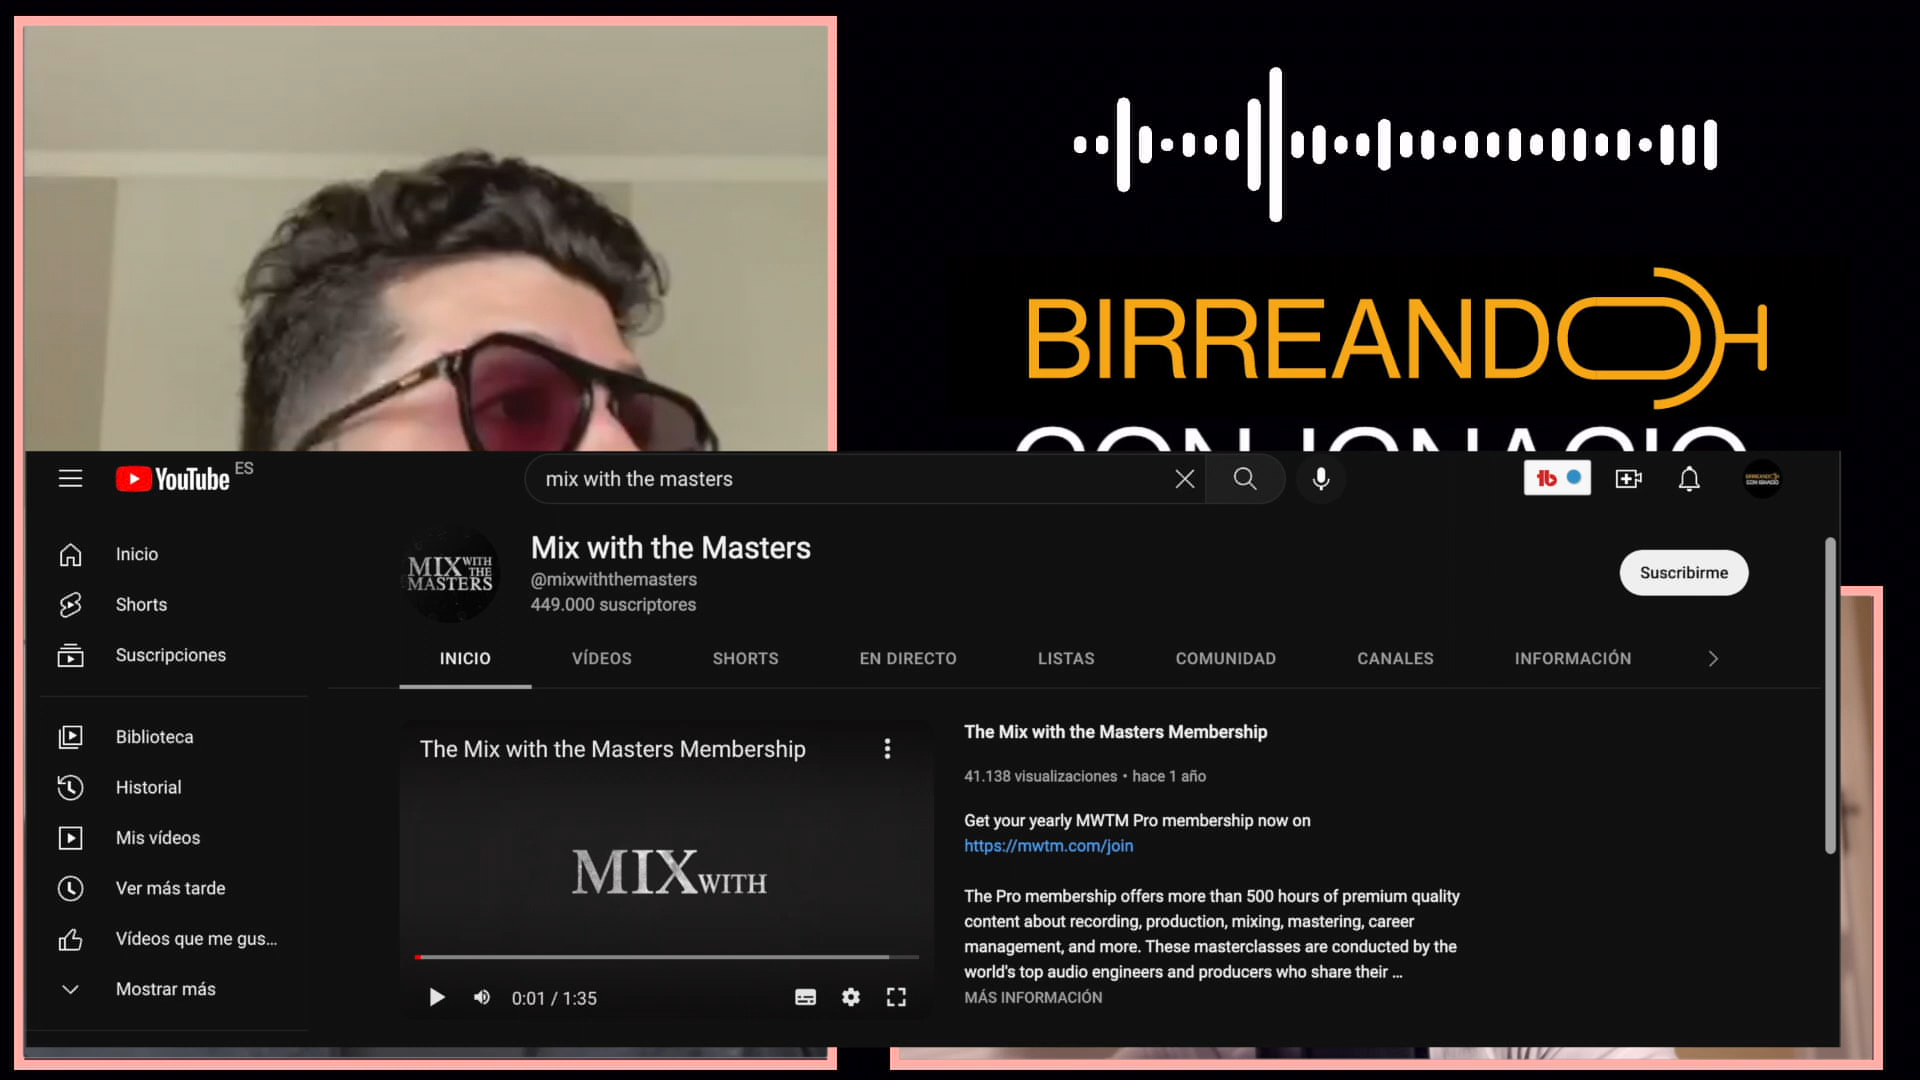 BIRREANDO
CON IGNACIO
YouTube ES
mix with the masters
Inicio
Shorts
Suscripciones
Biblioteca
Historial
Mis vídeos
Ver más tarde
Vídeos que me gus...
Mostrar más
MIX WITH THE MASTERS
Mix with the Masters
@mixwiththemasters
449.000 suscriptores
Suscribirme
INICIO
VÍDEOS
SHORTS
EN DIRECTO
LISTAS
COMUNIDAD
CANALES
INFORMACIÓN
The Mix with the Masters Membership
MIX WITH
0:01 / 1:35
The Mix with the Masters Membership
41.138 visualizaciones • hace 1 año
Get your yearly MWTM Pro membership now on
https://mwtm.com/join
The Pro membership offers more than 500 hours of premium quality
content about recording, production, mixing, mastering, career
management, and more. These masterclasses are conducted by the
world's top audio engineers and producers who share their ...
MÁS INFORMACIÓN